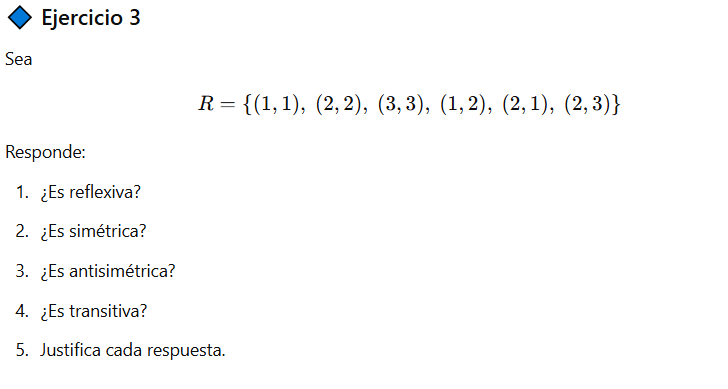 Ejercicio 3
Sea
R = {(1, 1), (2, 2), (3, 3), (1, 2), (2, 1), (2, 3)}
Responde:
1. ¿Es reflexiva?
2. ¿Es simétrica?
3. ¿Es antisimétrica?
4. ¿Es transitiva?
5. Justifica cada respuesta.